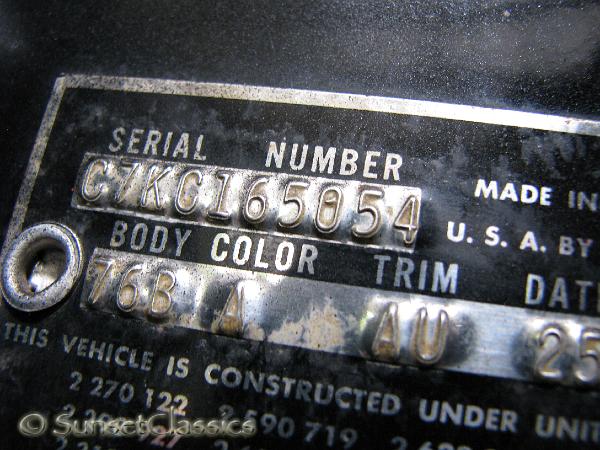 SERIAL NUMBER
C7KC165054
MADE IN
U. S. A. BY
BODY COLOR TRIM DATE
76B A AU 25
THIS VEHICLE IS CONSTRUCTED UNDER UNIT
2 270 122
2 590 719
SunsetClassics